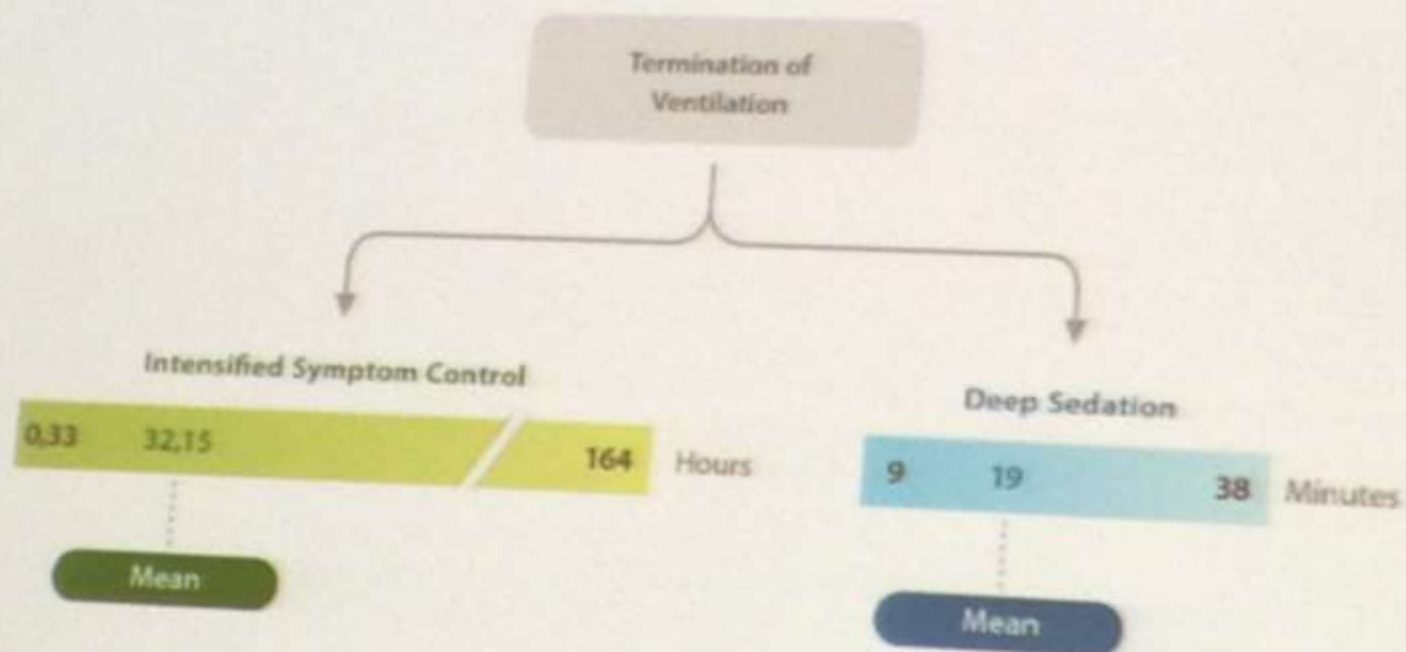 Termination of
Ventilation
Intensified Symptom Control
0,33 32,15 164 Hours
Mean
Deep Sedation
9 19 38 Minutes
Mean